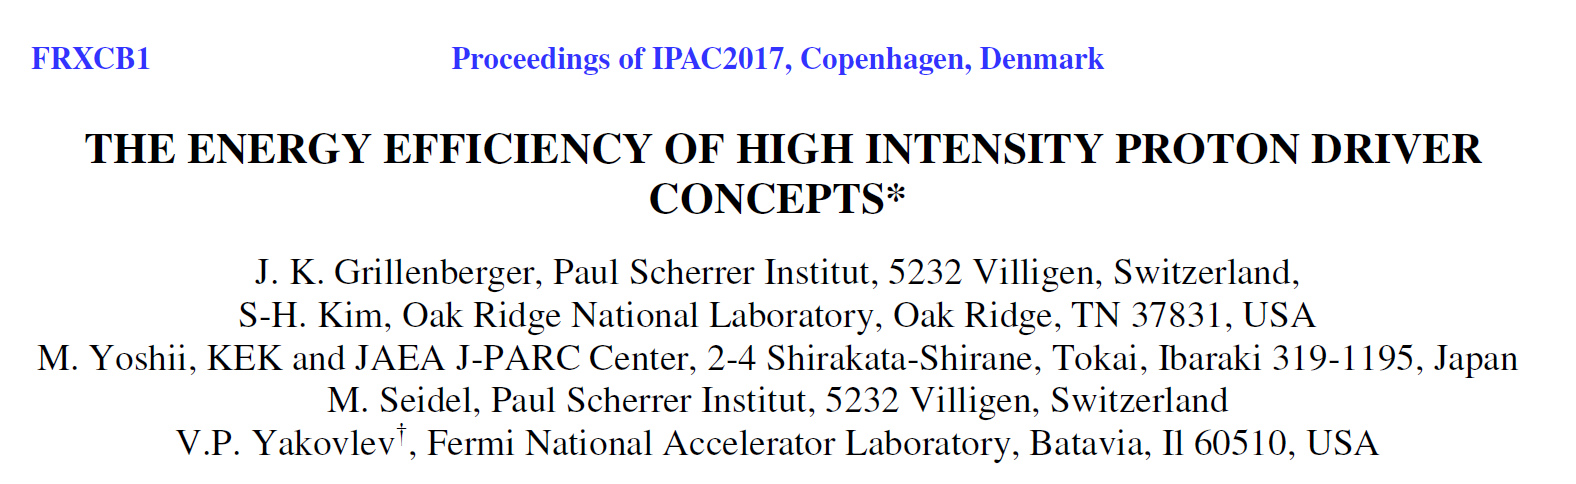 FRXCB1 Proceedings of IPAC2017, Copenhagen, Denmark
THE ENERGY EFFICIENCY OF HIGH INTENSITY PROTON DRIVER
CONCEPTS*
J. K. Grillenberger, Paul Scherrer Institut, 5232 Villigen, Switzerland,
S-H. Kim, Oak Ridge National Laboratory, Oak Ridge, TN 37831, USA
M. Yoshii, KEK and JAEA J-PARC Center, 2-4 Shirakata-Shirane, Tokai, Ibaraki 319-1195, Japan
M. Seidel, Paul Scherrer Institut, 5232 Villigen, Switzerland
V.P. Yakovlev†, Fermi National Accelerator Laboratory, Batavia, Il 60510, USA